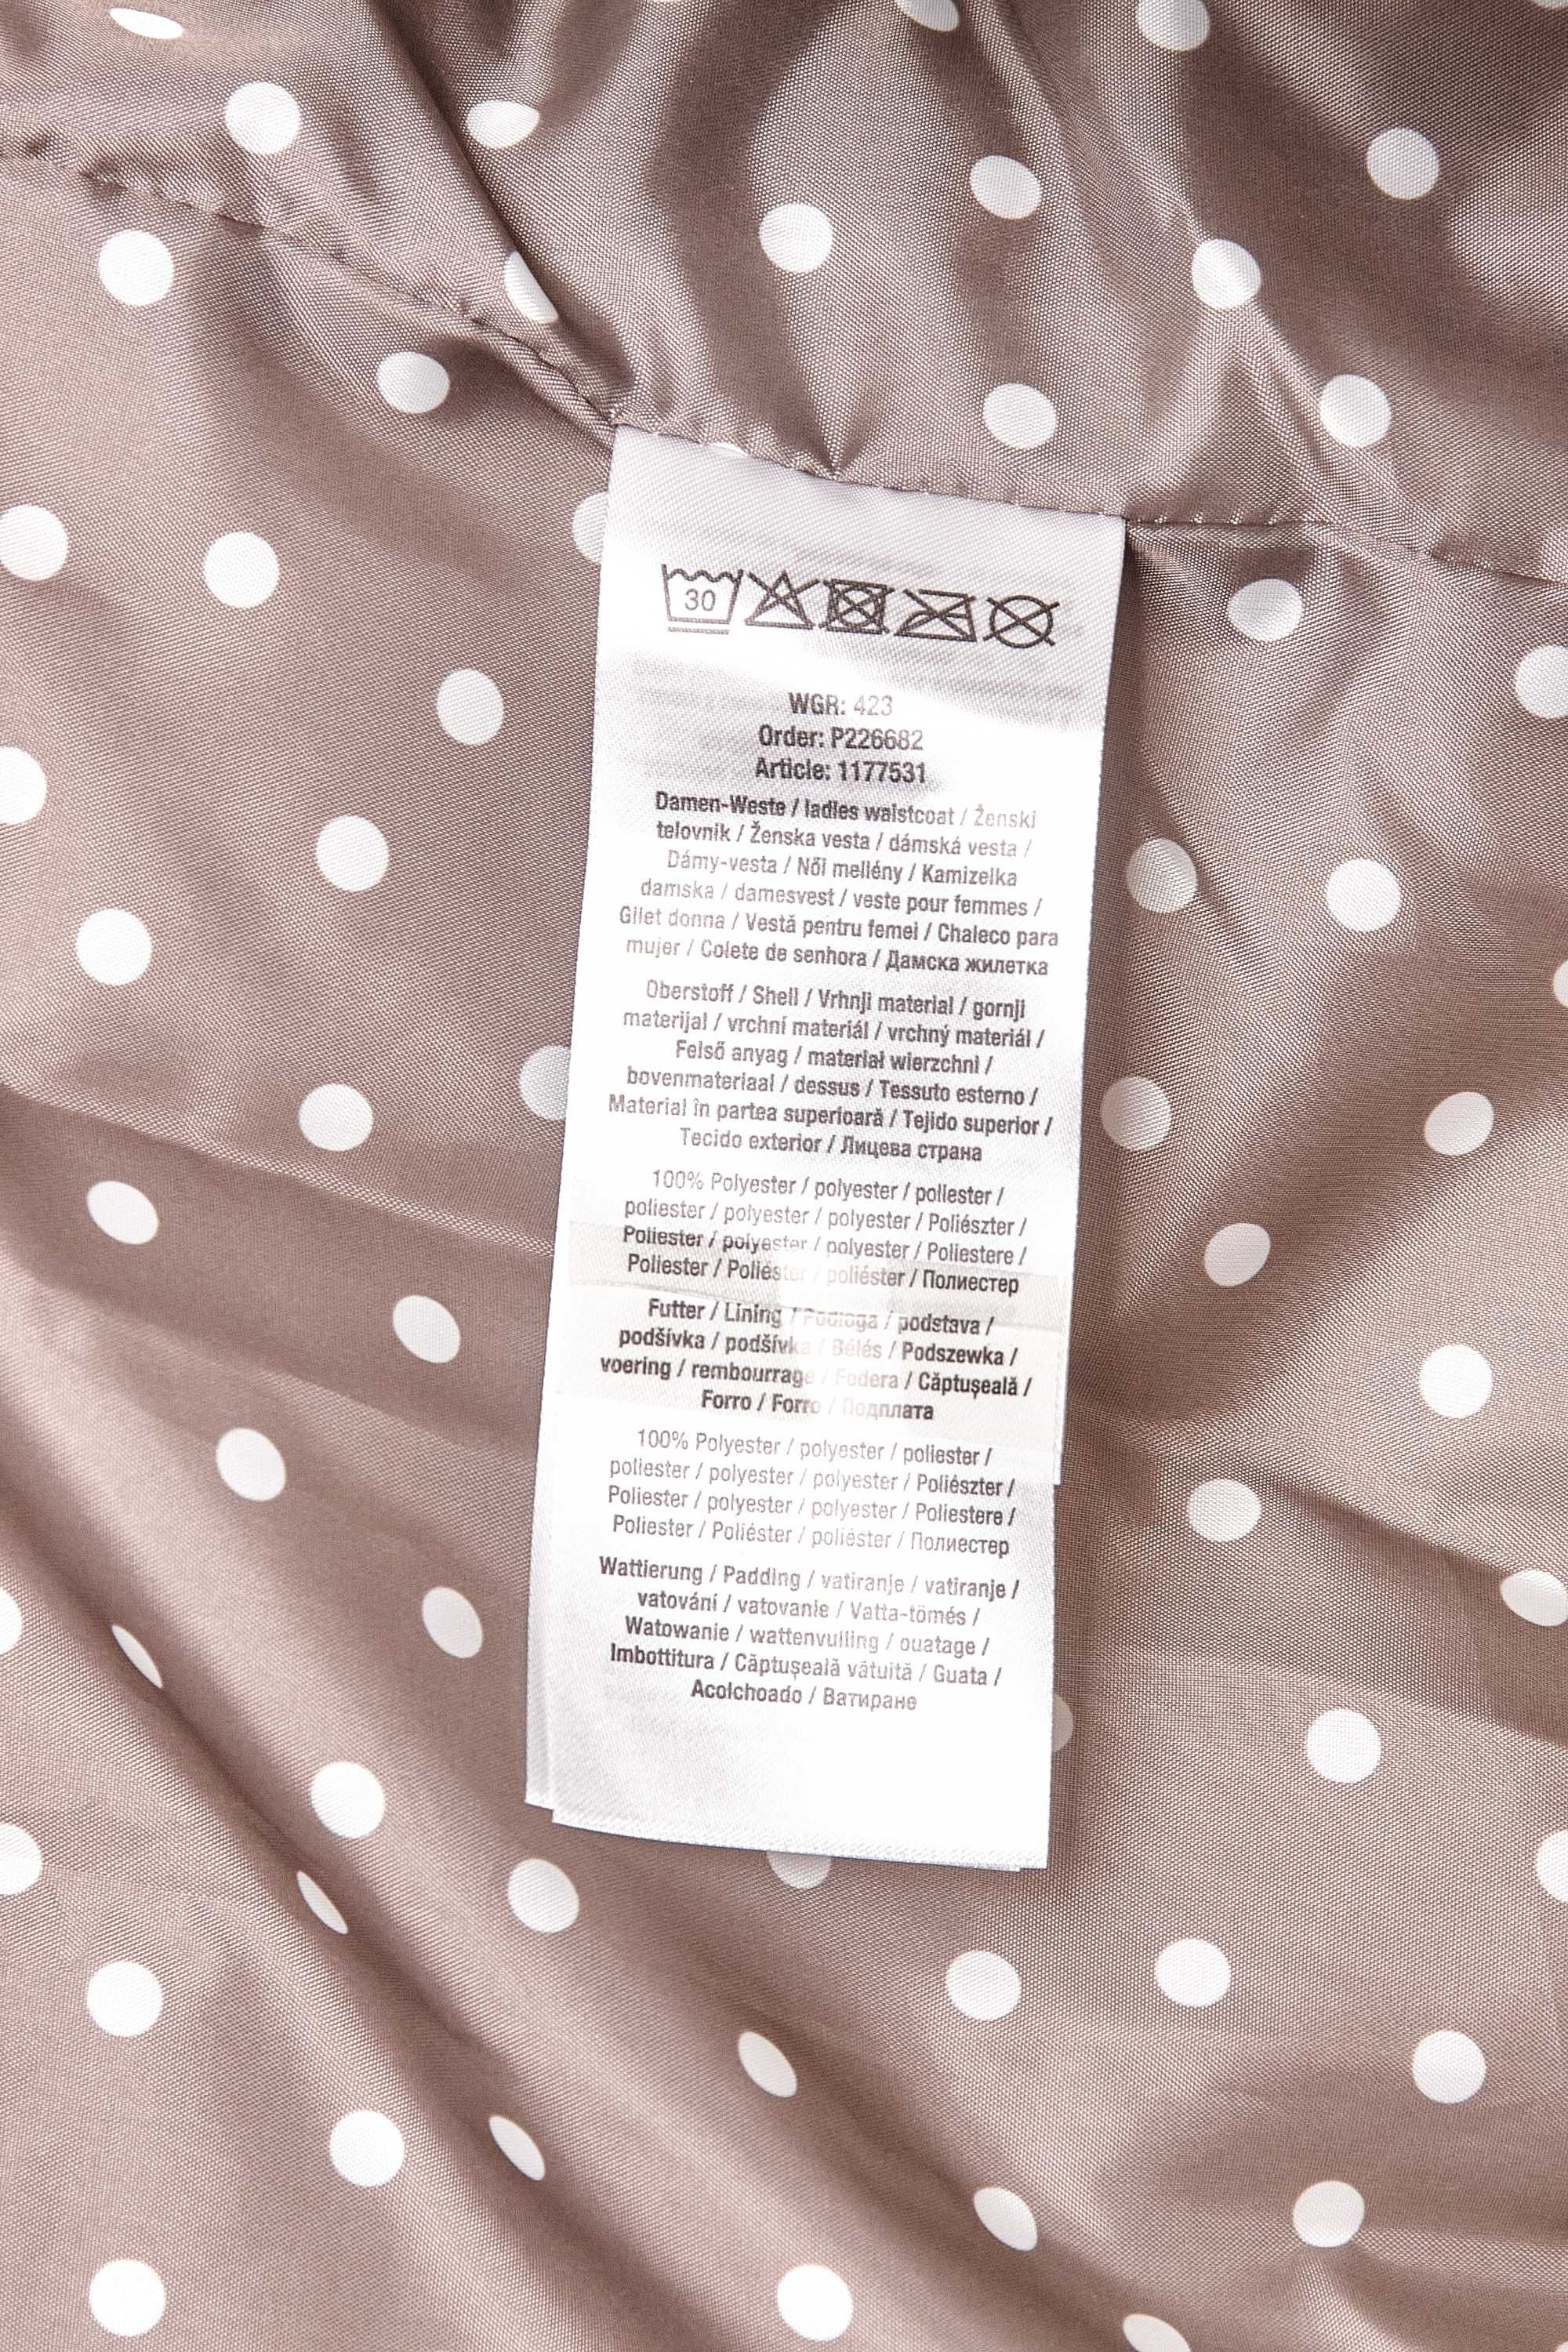 30
WGR: 423
Order: P226682
Article: 1177531
Damen-Weste / ladies waistcoat / Ženski
telovnik / Ženska vesta / dámská vesta /
Dámy-vesta / Női mellény / Kamizelka
damska / damesvest / veste pour femmes /
Gilet donna / Vestă pentru femei / Chaleco para
mujer / Colete de senhora / Дамска жилетка
Oberstoff / Shell / Vrhnji material / gornji
materijal / vrchní materiál / vrchný materiál /
Felső anyag / materiał wierzchni /
bovenmateriaal / dessus / Tessuto esterno /
Material în partea superioară / Tejido superior /
Tecido exterior / Лицева страна
100% Polyester / polyester / poliester /
poliester / polyester / polyester / Poliészter /
Poliester / polyester / polyester / Poliestere /
Poliester / Poliéster / poliéster / Полиестер
Futter / Lining / Podloga / podstava /
podšívka / podšívka / Bélés / Podszewka /
voering / rembourrage / Fodera / Căptușeală /
Forro / Forro / Подплата
100% Polyester / polyester / poliester /
poliester / polyester / polyester / Poliészter /
Poliester / polyester / polyester / Poliestere /
Poliester / Poliéster / poliéster / Полиестер
Wattierung / Padding / vatiranje / vatiranje /
vatování / vatovanie / Vatta-tömés /
Watowanie / wattenvulling / ouatage /
Imbottitura / Căptușeală vătuită / Guata /
Acolchoado / Ватиране